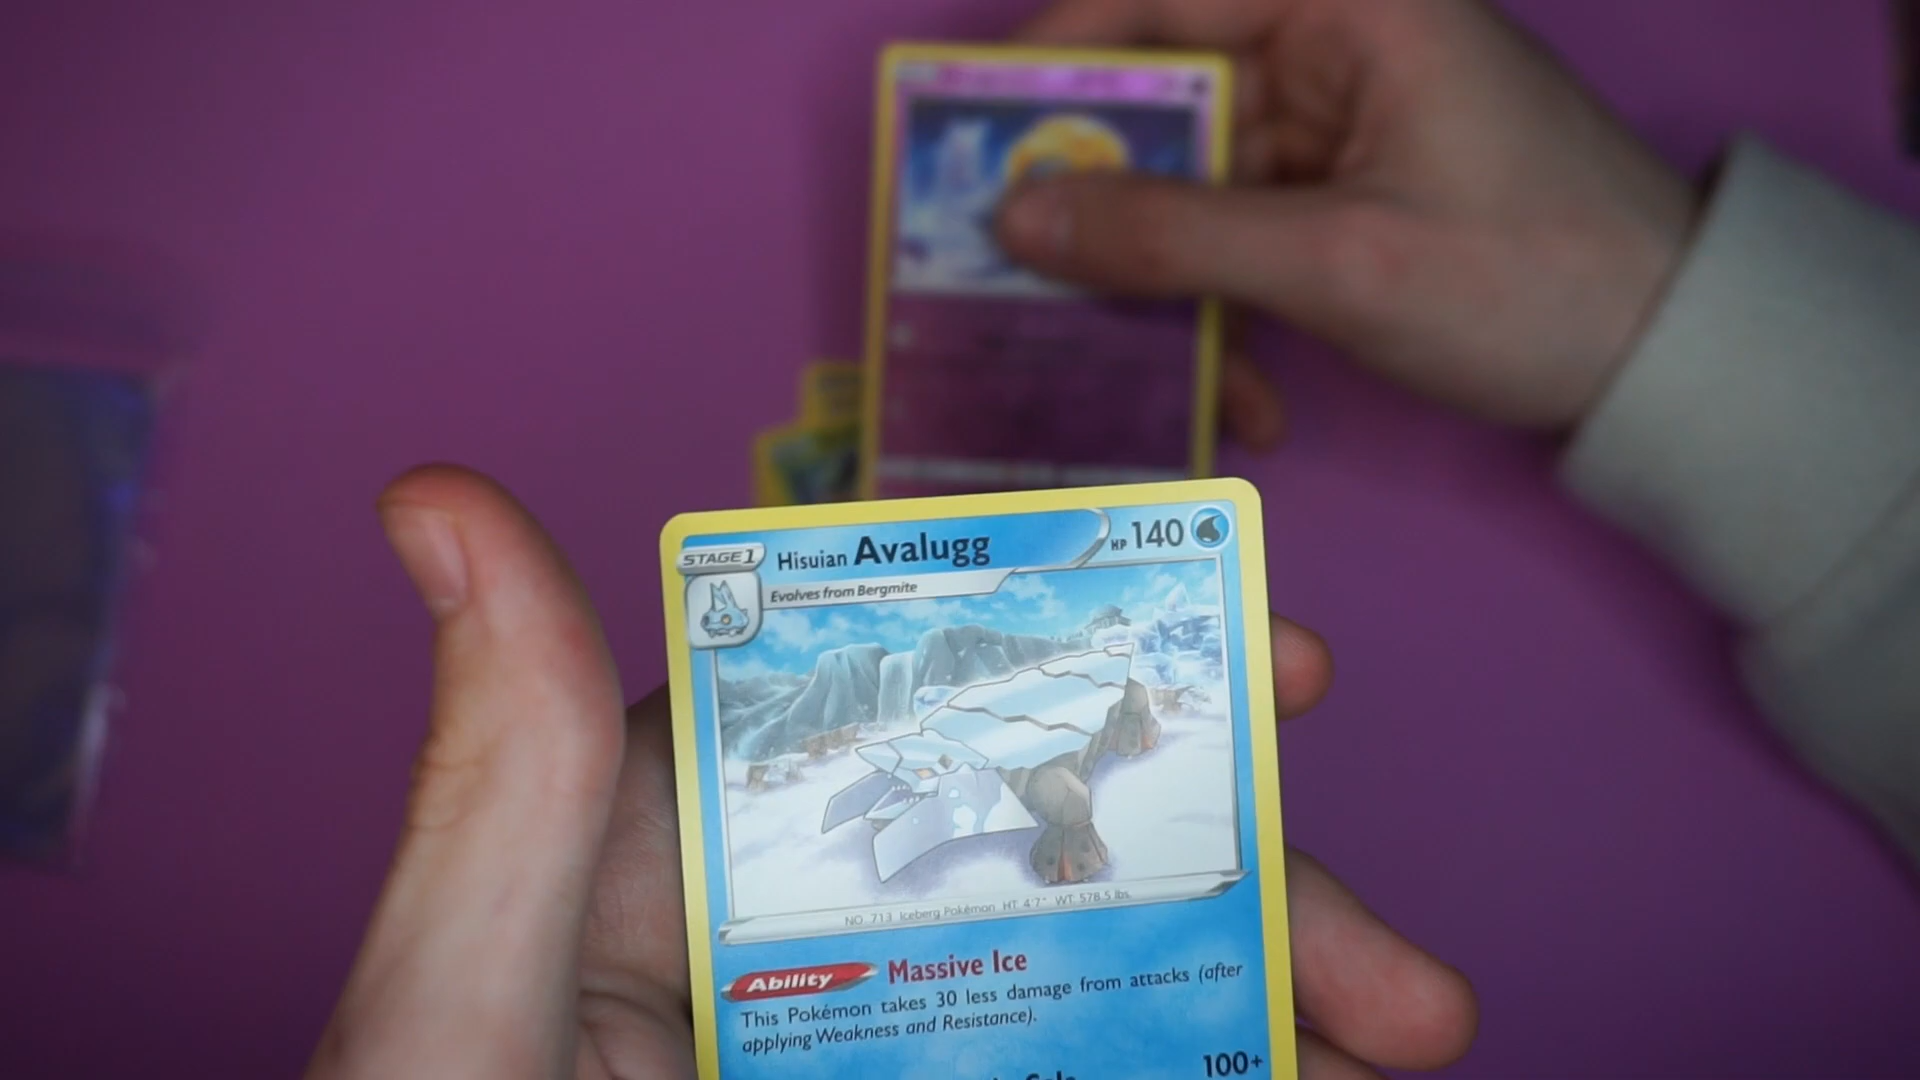 STAGE 1
Hisuian Avalugg
HP 140
Evolves from Bergmite
NO. 713 Iceberg Pokémon HT: 4'7" WT: 578.5 lbs.
Ability Massive Ice
This Pokémon takes 30 less damage from attacks (after
applying Weakness and Resistance).
100+